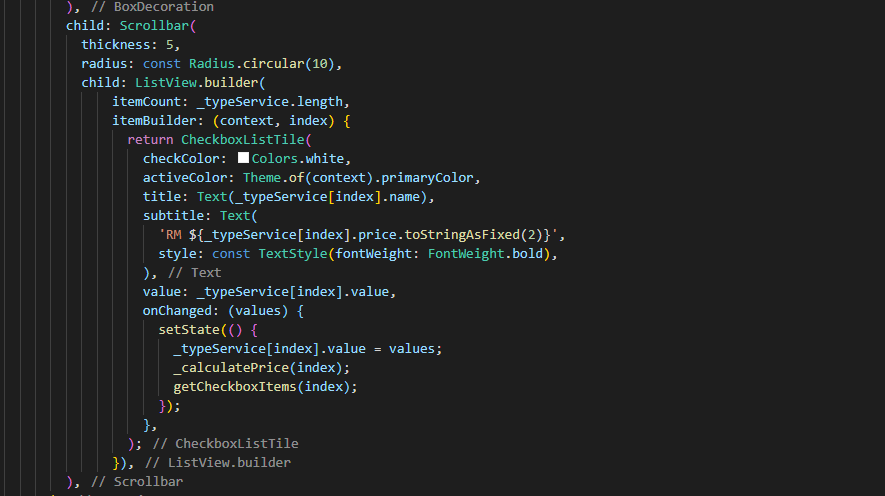 ), // BoxDecoration
child: Scrollbar(
thickness: 5,
radius: const Radius.circular(10),
child: ListView.builder(
itemCount: _typeService.length,
itemBuilder: (context, index) {
return CheckboxListTile(
checkColor: Colors.white,
activeColor: Theme.of(context).primaryColor,
title: Text(_typeService[index].name),
subtitle: Text(
'RM ${_typeService[index].price.toStringAsFixed(2)}',
style: const TextStyle(fontWeight: FontWeight.bold),
), // Text
value: _typeService[index].value,
onChanged: (values) {
setState(() {
_typeService[index].value = values;
_calculatePrice(index);
getCheckboxItems(index);
});
},
); // CheckboxListTile
}), // ListView.builder
), // Scrollbar